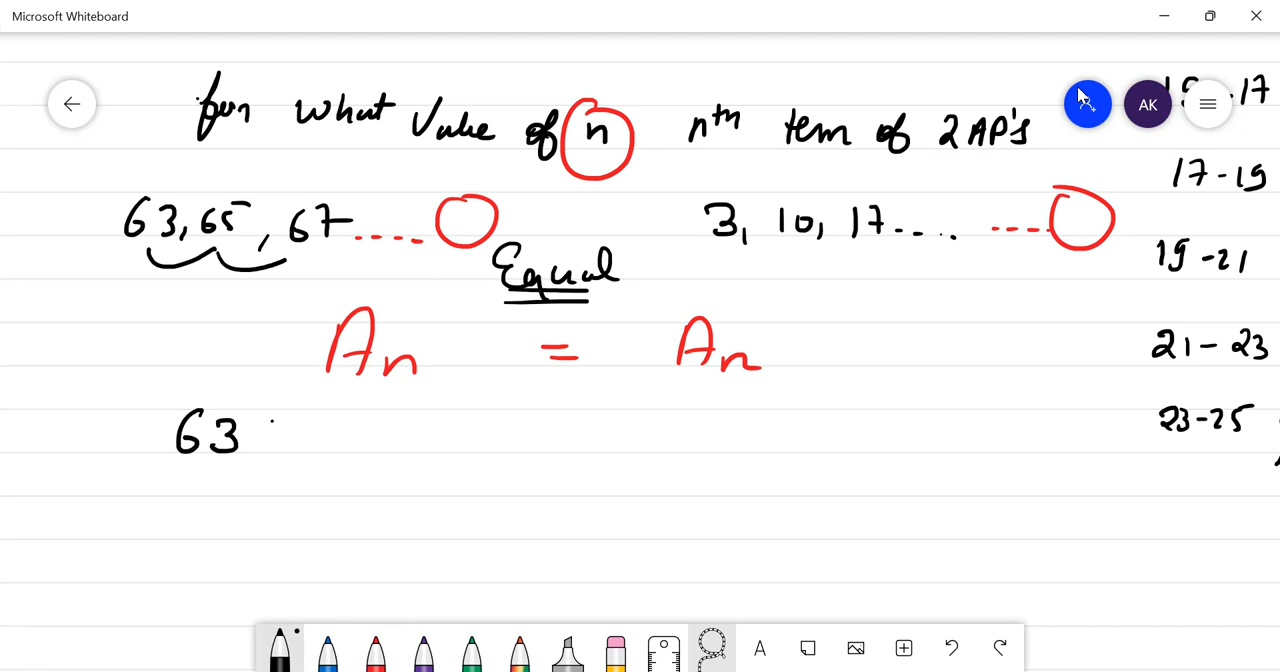 Microsoft Whiteboard
for what Value of n nth term of 2 AP's
63, 65, 67 ..... 3, 10, 17.... ....
Equal
An = An
63
AK
-17
17-19
19-21
21-23
23-25
A